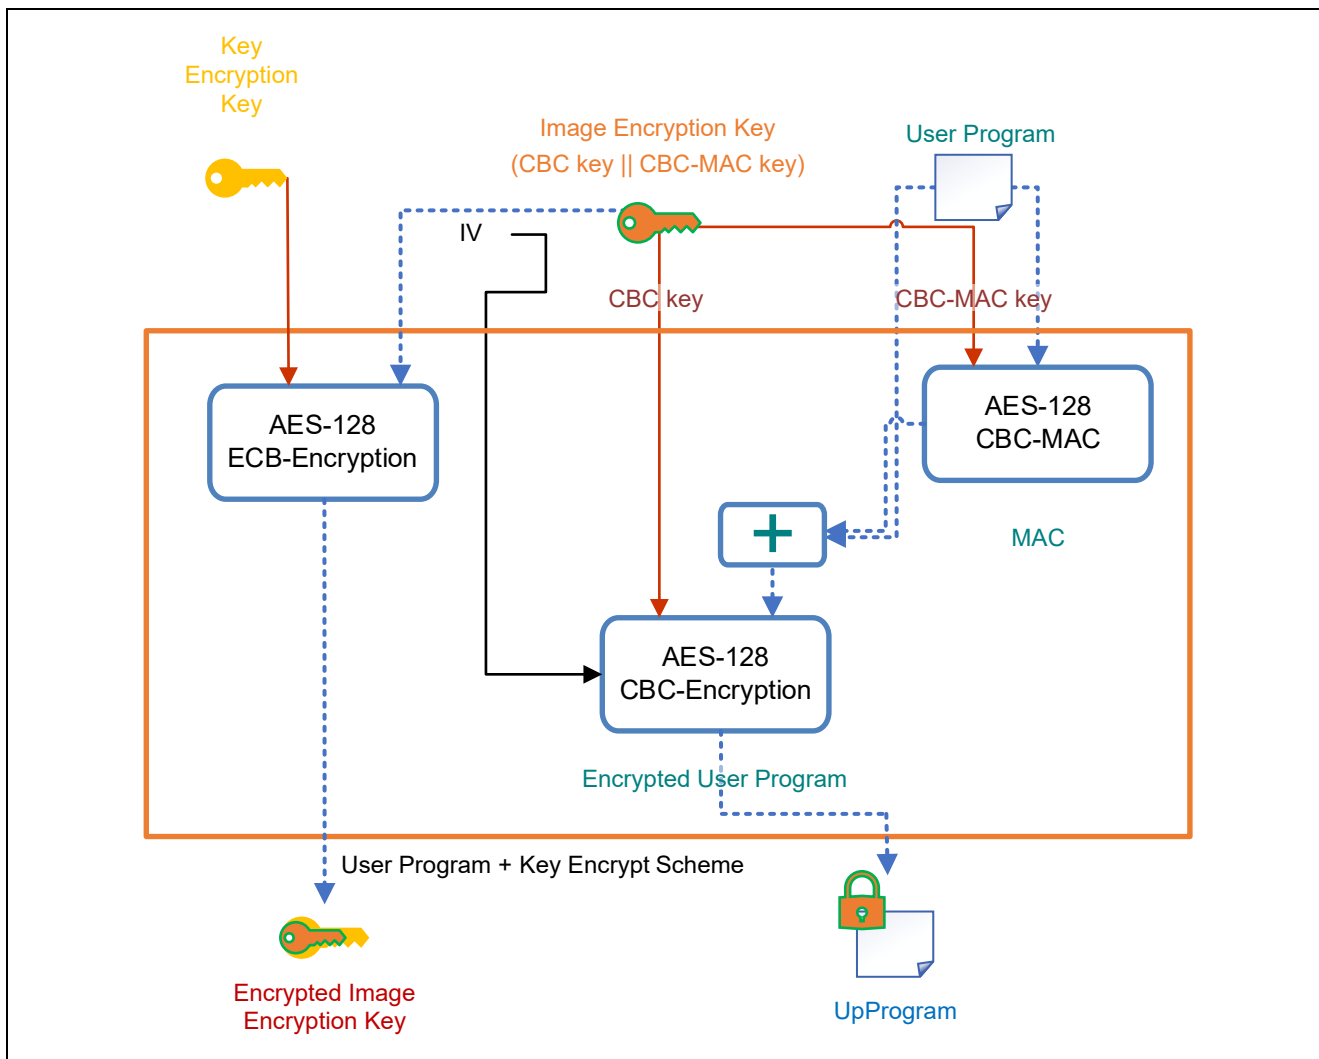 Key
Encryption
Key
Image Encryption Key
(CBC key || CBC-MAC key)
User Program
IV
CBC key
CBC-MAC key
AES-128
ECB-Encryption
AES-128
CBC-MAC
+
MAC
AES-128
CBC-Encryption
Encrypted User Program
User Program + Key Encrypt Scheme
Encrypted Image
Encryption Key
UpProgram